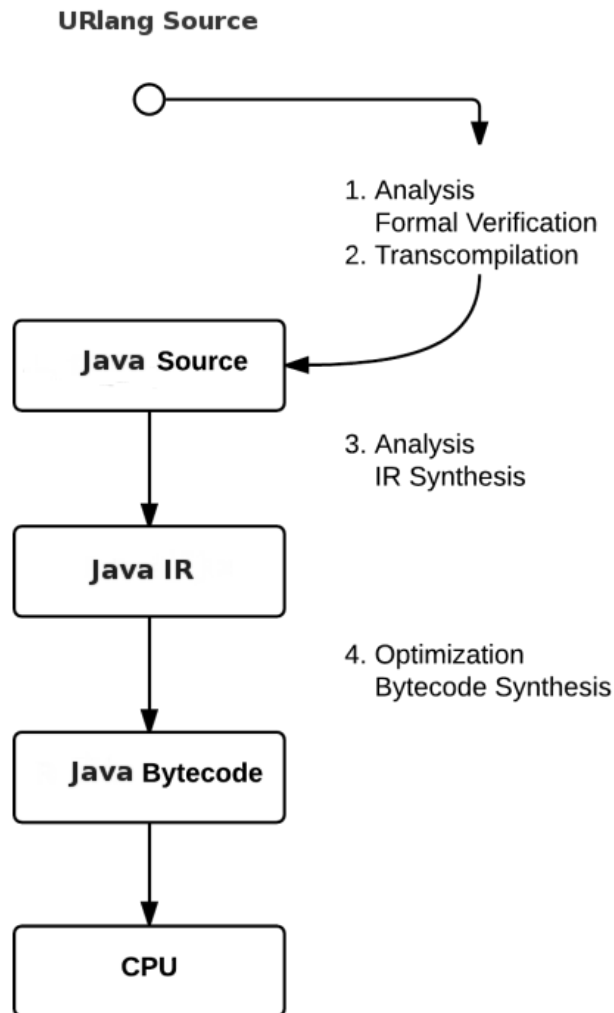 URlang Source
1. Analysis
Formal Verification
2. Transcompilation
Java Source
3. Analysis
IR Synthesis
Java IR
4. Optimization
Bytecode Synthesis
Java Bytecode
CPU